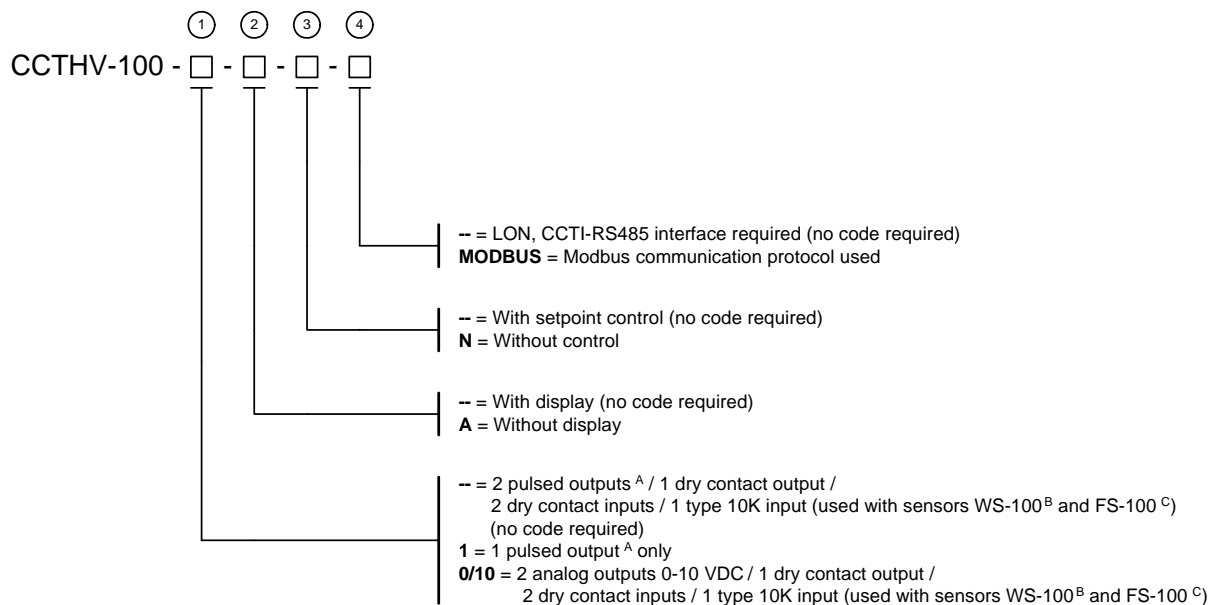 1 2 3 4
CCTHV-100 - □ - □ - □ - □
-- = LON, CCTI-RS485 interface required (no code required)
MODBUS = Modbus communication protocol used
-- = With setpoint control (no code required)
N = Without control
-- = With display (no code required)
A = Without display
-- = 2 pulsed outputs A / 1 dry contact output /
2 dry contact inputs / 1 type 10K input (used with sensors WS-100 B and FS-100 C)
(no code required)
1 = 1 pulsed output A only
0/10 = 2 analog outputs 0-10 VDC / 1 dry contact output /
2 dry contact inputs / 1 type 10K input (used with sensors WS-100 B and FS-100 C)